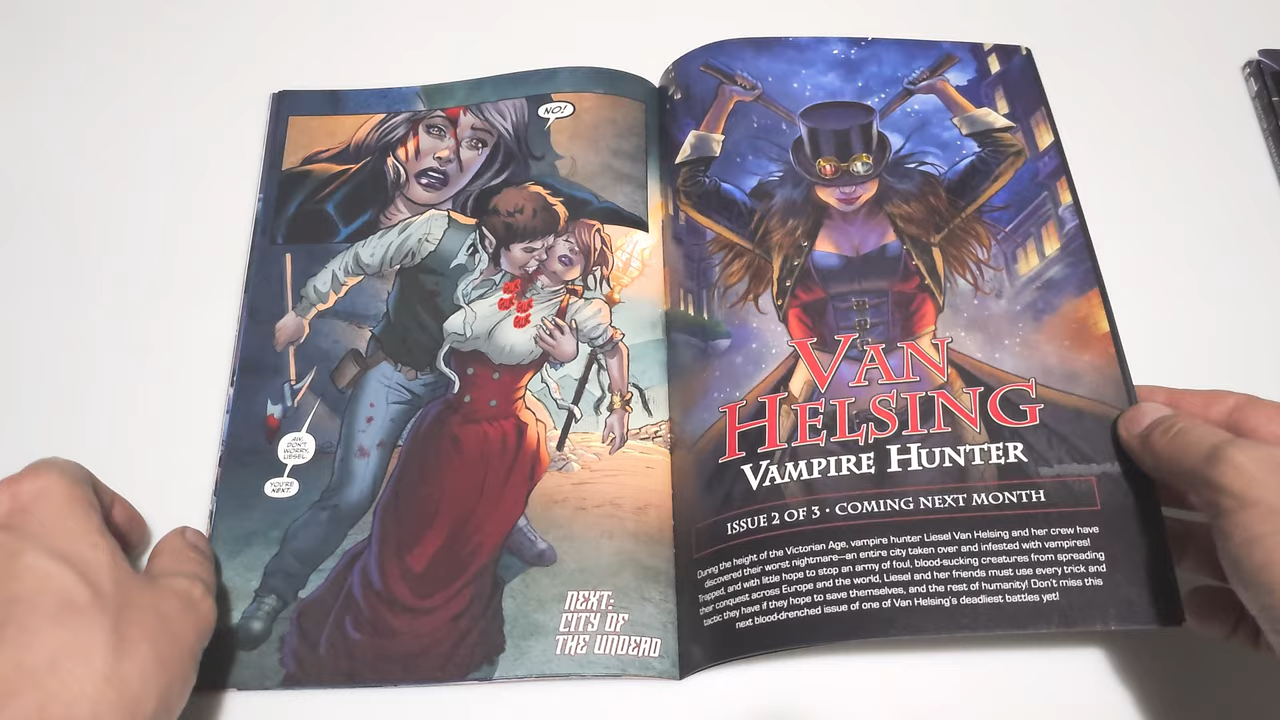 NO!
GLK
GLK
GLK
GLK
AW,
DON'T
WORRY,
LIESEL.
YOU'RE
NEXT.
NEXT:
CITY OF
THE UNDEAD
VAN
HELSING
VAMPIRE HUNTER
ISSUE 2 OF 3 • COMING NEXT MONTH
During the height of the Victorian Age, vampire hunter Liesel Van Helsing and her crew have
discovered their worst nightmare—an entire city taken over and infested with vampires!
Trapped, and with little hope to stop an army of foul, blood-sucking creatures from spreading
their conquest across Europe and the world, Liesel and her friends must use every trick and
tactic they have if they hope to save themselves, and the rest of humanity! Don't miss this
next blood-drenched issue of one of Van Helsing's deadliest battles yet!